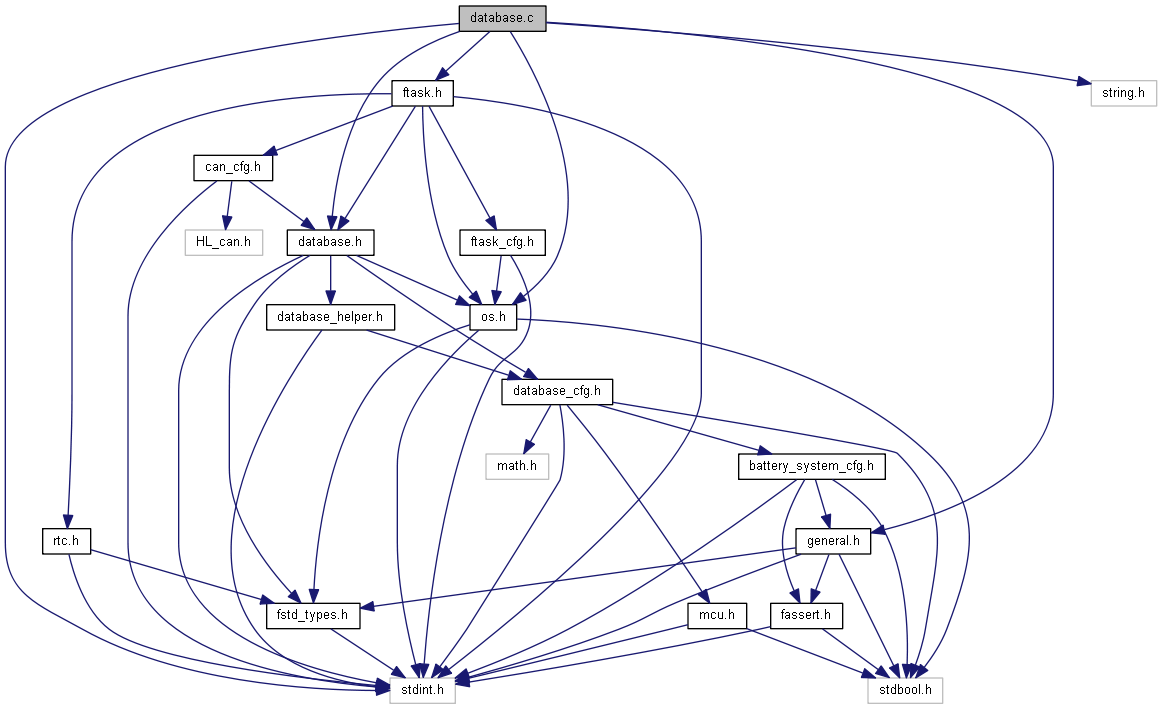 database.c
ftask.h
string.h
can_cfg.h
HL_can.h
database.h
ftask_cfg.h
database_helper.h
os.h
database_cfg.h
math.h
battery_system_cfg.h
rtc.h
general.h
fstd_types.h
mcu.h
fassert.h
stdint.h
stdbool.h